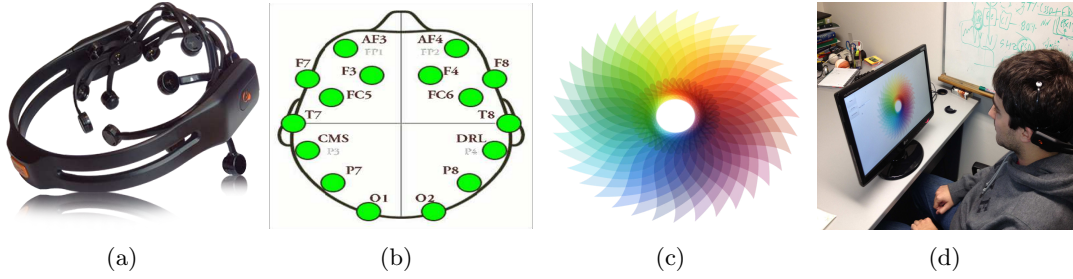 AF3 AF4
FP1 FP2
F7 F3 F4 F8
FC5 FC6
T7 T8
CMS DRL
P3 P4
P7 P8
O1 O2
(a) (b) (c) (d)